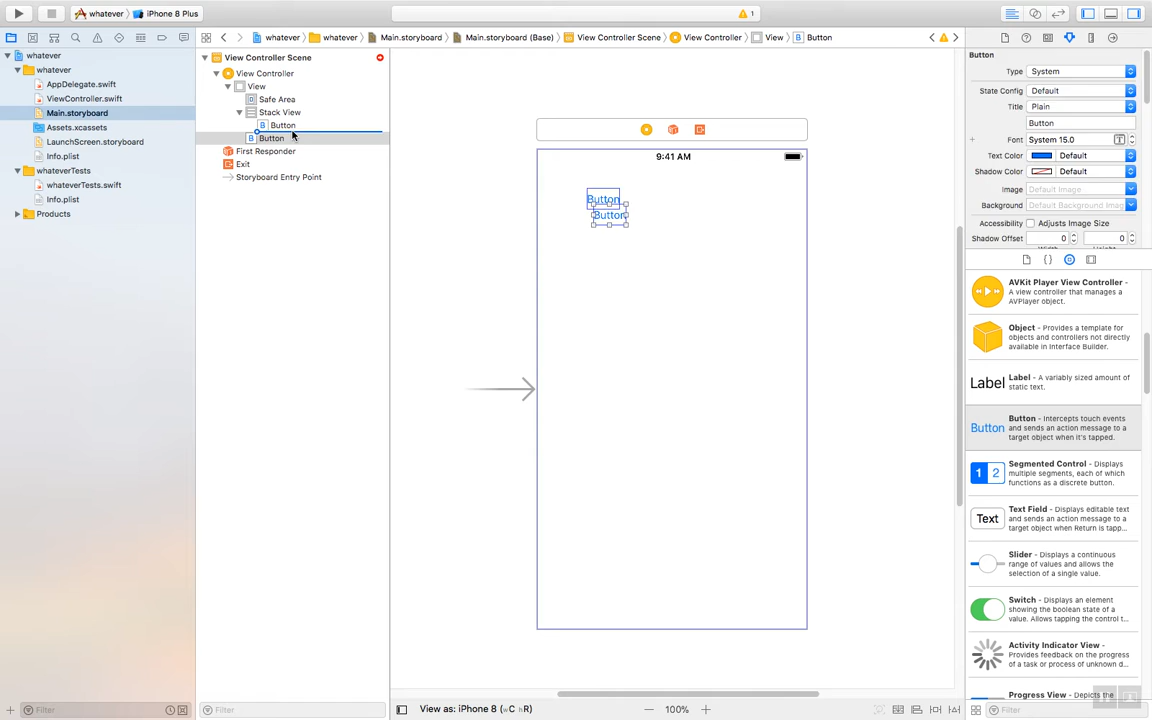 whatever
iPhone 8 Plus
1
whatever
whatever
Main.storyboard
Main.storyboard (Base)
View Controller Scene
View Controller
View
Button
whatever
whatever
AppDelegate.swift
ViewController.swift
Main.storyboard
Assets.xcassets
LaunchScreen.storyboard
Info.plist
whateverTests
whateverTests.swift
Info.plist
Products
Filter
View Controller Scene
View Controller
View
Safe Area
Stack View
B Button
B Button
First Responder
Exit
Storyboard Entry Point
Filter
9:41 AM
Button
Button
View as: iPhone 8 (wC hR)
100%
Button
Type System
State Config Default
Title Plain
Button
Font System 15.0
Text Color Default
Shadow Color Default
Image Default Image
Background Default Background Imag
Accessibility Adjusts Image Size
Shadow Offset 0 0
AVKit Player View Controller -
A view controller that manages a
AVPlayer object.
Object - Provides a template for
objects and controllers not directly
available in Interface Builder.
Label
Label - A variably sized amount of
static text.
Button
Button - Intercepts touch events
and sends an action message to a
target object when it's tapped.
1 2
Segmented Control - Displays
multiple segments, each of which
functions as a discrete button.
Text
Text Field - Displays editable text
and sends an action message to a
target object when Return is tapp...
Slider - Displays a continuous
range of values and allows the
selection of a single value.
Switch - Displays an element
showing the boolean state of a
value. Allows tapping the control t...
Activity Indicator View -
Provides feedback on the progress
of a task or process of unknown d...
Progress View - Depicts the
Filter